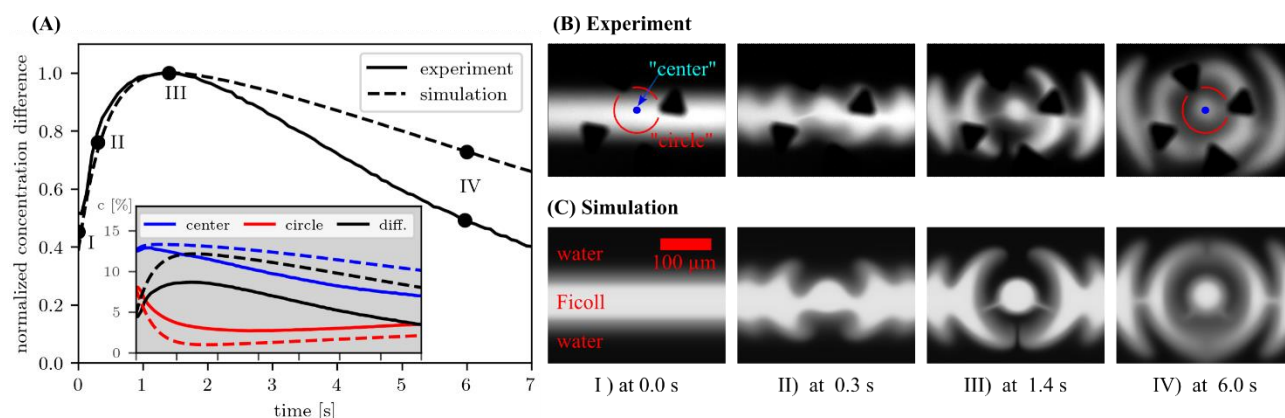 (A)
normalized concentration difference
1.0
0.8
0.6
0.4
0.2
0.0
experiment
simulation
I
II
III
IV
c [%]
15
10
5
0
center
circle
diff.
0 1 2 3 4 5 6 7
time [s]
(B) Experiment
"center"
"circle"
(C) Simulation
water
Ficoll
water
100 µm
I ) at 0.0 s
II) at 0.3 s
III) at 1.4 s
IV) at 6.0 s